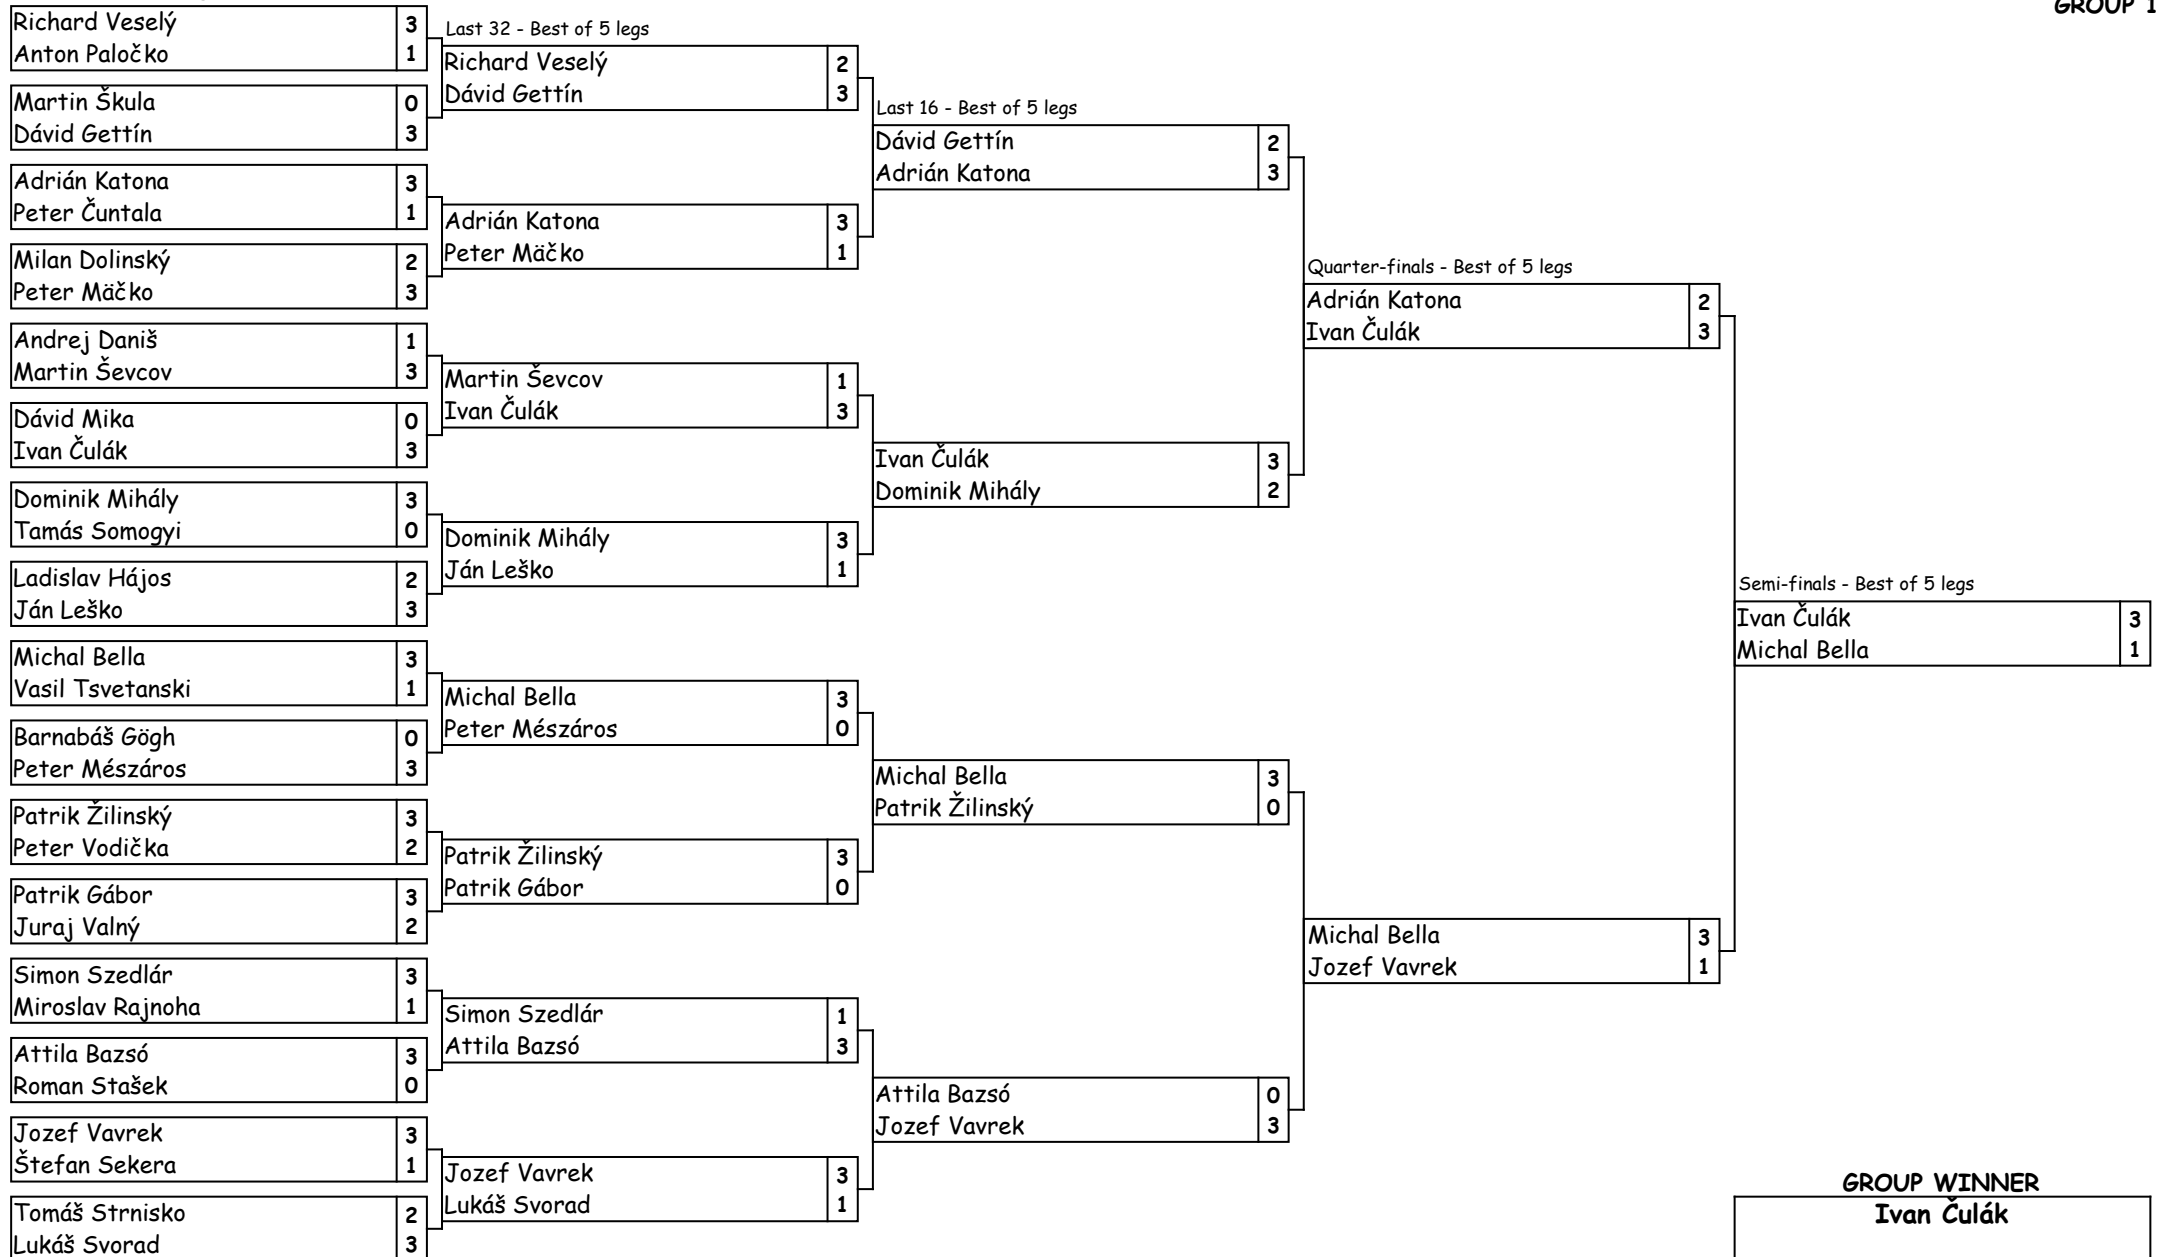 GROUP 1
Richard Veselý 3
Anton Paločko 1
Martin Škula 0
Dávid Gettín 3
Adrián Katona 3
Peter Čuntala 1
Milan Dolinský 2
Peter Mäčko 3
Andrej Daniš 1
Martin Ševcov 3
Dávid Mika 0
Ivan Čulák 3
Dominik Mihály 3
Tamás Somogyi 0
Ladislav Hájos 2
Ján Leško 3
Michal Bella 3
Vasil Tsvetanski 1
Barnabáš Gögh 0
Peter Mészáros 3
Patrik Žilinský 3
Peter Vodička 2
Patrik Gábor 3
Juraj Valný 2
Simon Szedlár 3
Miroslav Rajnoha 1
Attila Bazsó 3
Roman Stašek 0
Jozef Vavrek 3
Štefan Sekera 1
Tomáš Strnisko 2
Lukáš Svorad 3
Last 32 - Best of 5 legs
Richard Veselý 2
Dávid Gettín 3
Adrián Katona 3
Peter Mäčko 1
Martin Ševcov 1
Ivan Čulák 3
Dominik Mihály 3
Ján Leško 1
Michal Bella 3
Peter Mészáros 0
Patrik Žilinský 3
Patrik Gábor 0
Simon Szedlár 1
Attila Bazsó 3
Jozef Vavrek 3
Lukáš Svorad 1
Last 16 - Best of 5 legs
Dávid Gettín 2
Adrián Katona 3
Ivan Čulák 3
Dominik Mihály 2
Michal Bella 3
Patrik Žilinský 0
Attila Bazsó 0
Jozef Vavrek 3
Quarter-finals - Best of 5 legs
Adrián Katona 2
Ivan Čulák 3
Michal Bella 3
Jozef Vavrek 1
Semi-finals - Best of 5 legs
Ivan Čulák 3
Michal Bella 1
GROUP WINNER
Ivan Čulák